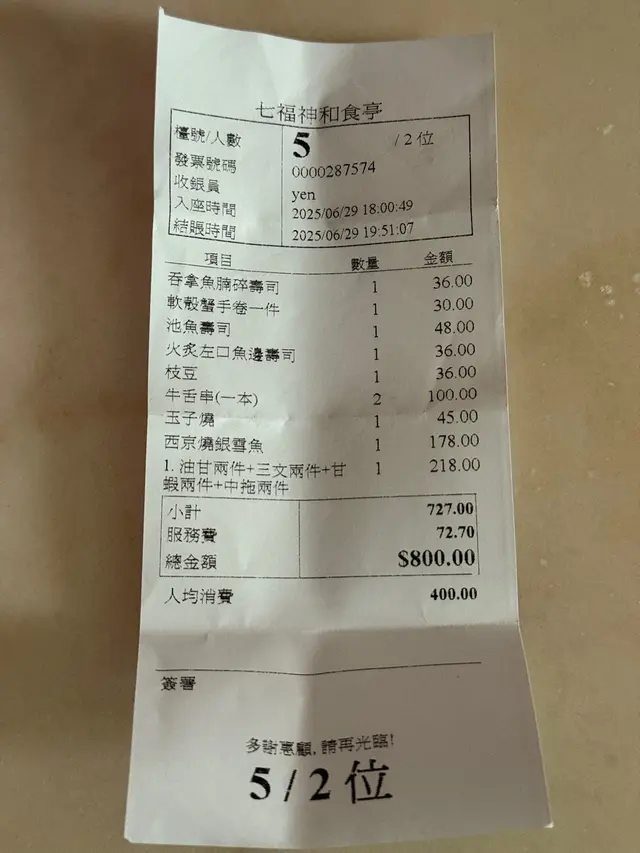 七福神和食亭
檯號/人數 5 /2 位
發票號碼 0000287574
收銀員 yen
入座時間 2025/06/29 18:00:49
結賬時間 2025/06/29 19:51:07
項目 數量 金額
吞拿魚腩碎壽司 1 36.00
軟殼蟹手卷一件 1 30.00
池魚壽司 1 48.00
火炙左口魚邊壽司 1 36.00
枝豆 1 36.00
牛舌串(一本) 2 100.00
玉子燒 1 45.00
西京燒銀雪魚 1 178.00
1. 油甘兩件+三文兩件+甘 1 218.00
蝦兩件+中拖兩件
小計 727.00
服務費 72.70
總金額 $800.00
人均消費 400.00
簽署
多謝惠顧,請再光臨!
5 / 2 位